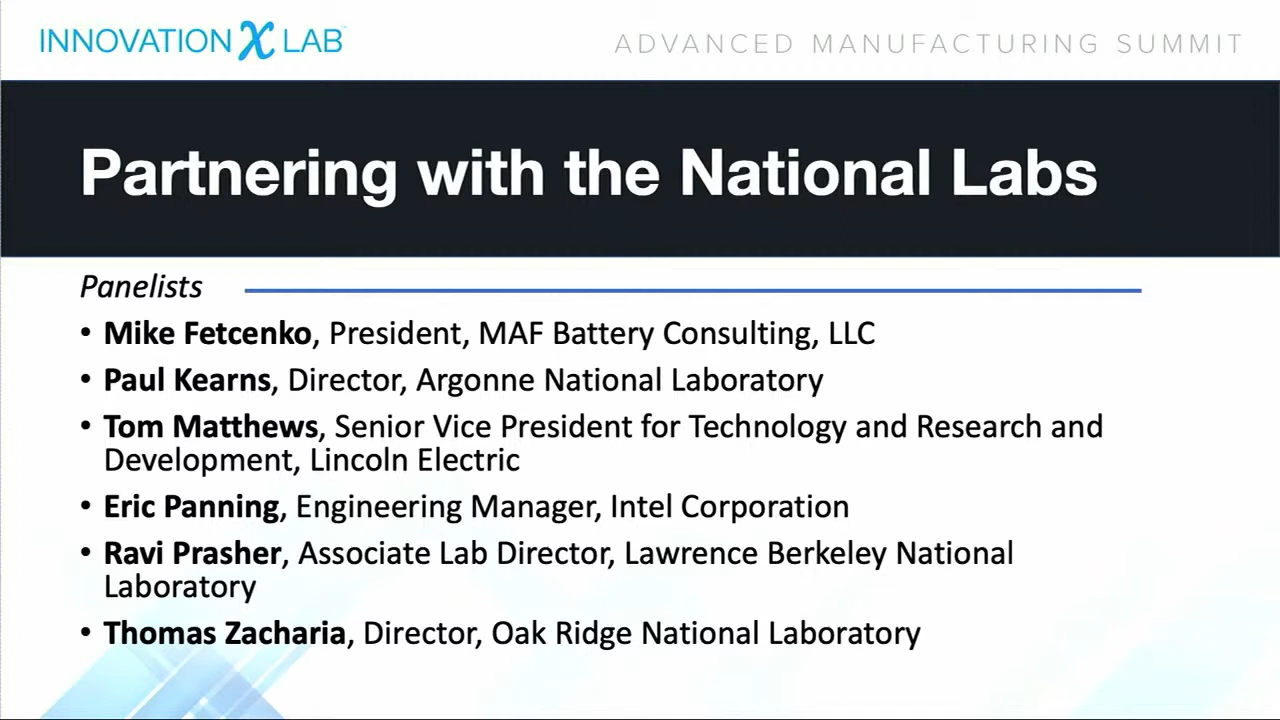 INNOVATION X LAB
ADVANCED MANUFACTURING SUMMIT
Partnering with the National Labs
Panelists
• Mike Fetcenko, President, MAF Battery Consulting, LLC
• Paul Kearns, Director, Argonne National Laboratory
• Tom Matthews, Senior Vice President for Technology and Research and
Development, Lincoln Electric
• Eric Panning, Engineering Manager, Intel Corporation
• Ravi Prasher, Associate Lab Director, Lawrence Berkeley National
Laboratory
• Thomas Zacharia, Director, Oak Ridge National Laboratory